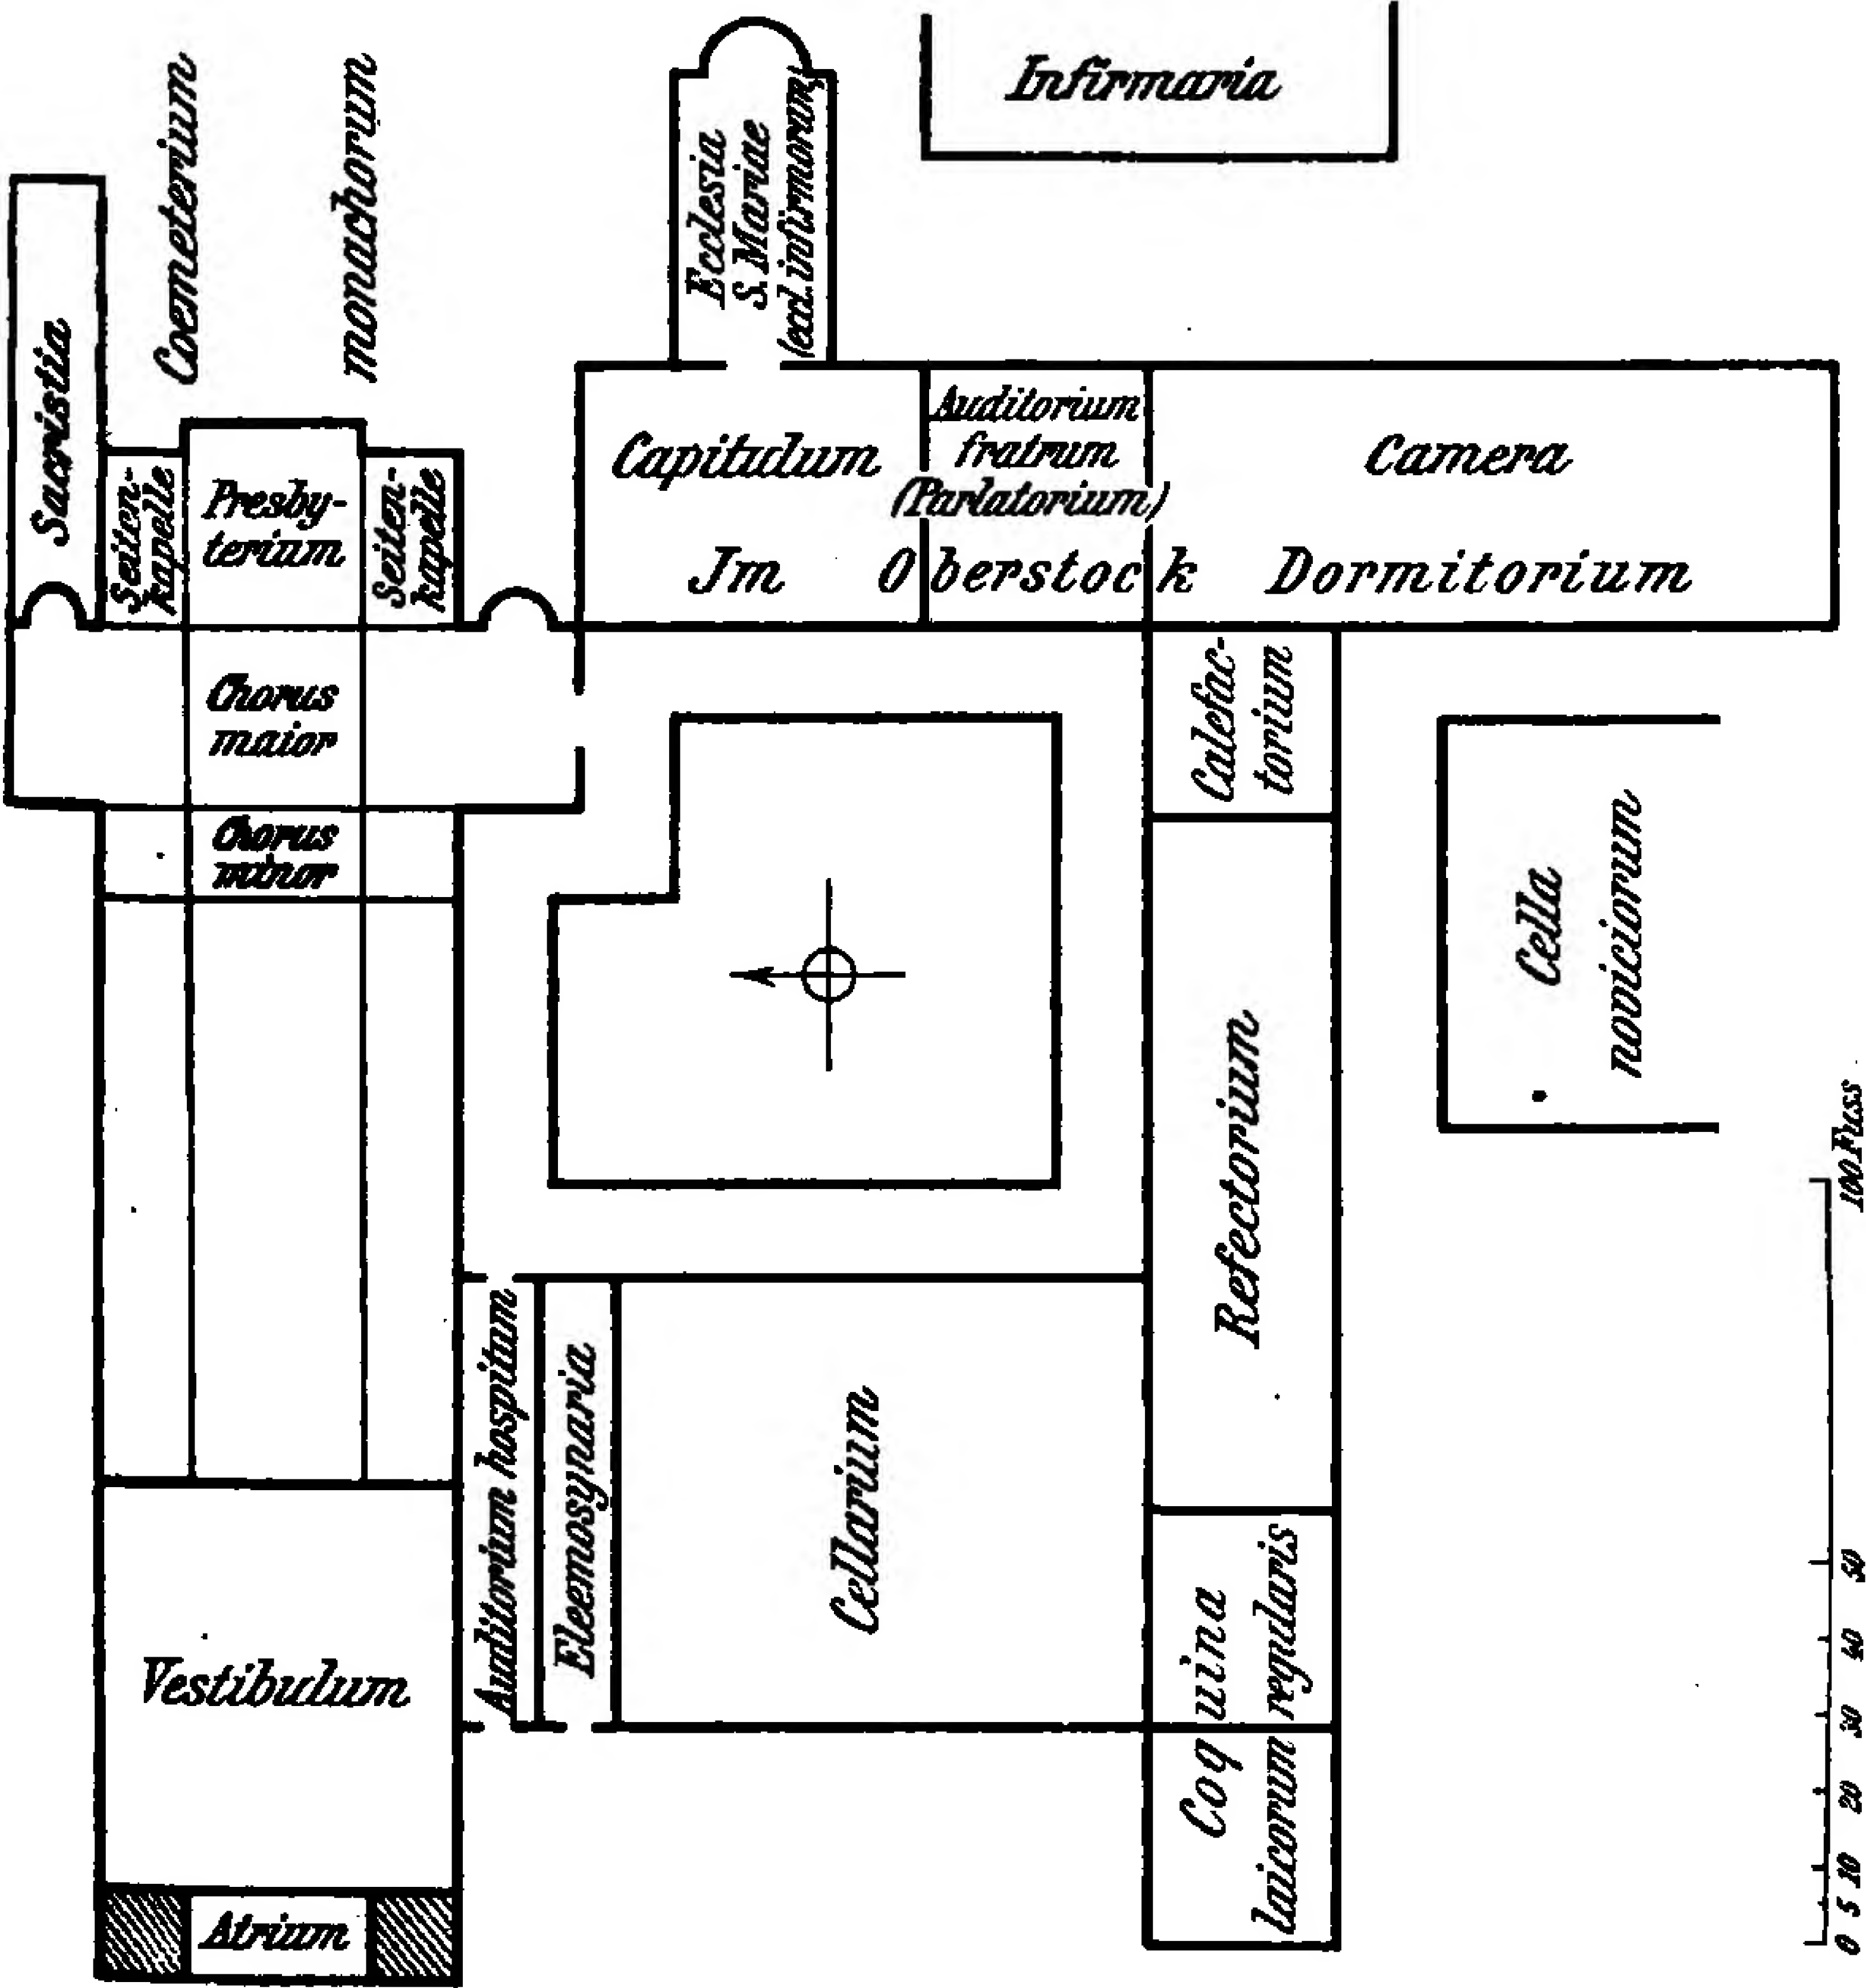 Infirmaria
Coemeterium
monachorum
Ecclesia
S. Mariae
(eccl. infirmorum)
Sacristia
Seiten-
kapelle
Presby-
terium
Seiten-
kapelle
Capitulum
Auditorium
fratrum
(Parlatorium)
Camera
Jm Oberstock Dormitorium
Chorus
maior
Chorus
minor
Calefac-
torium
Cella
noviciorum
Refectorium
Auditorium hospitum
Eleemosynaria
Cellarium
Vestibulum
Coquina
regularis
laicorum
Atrium
0 5 10 20 30 40 50 100 Fuss